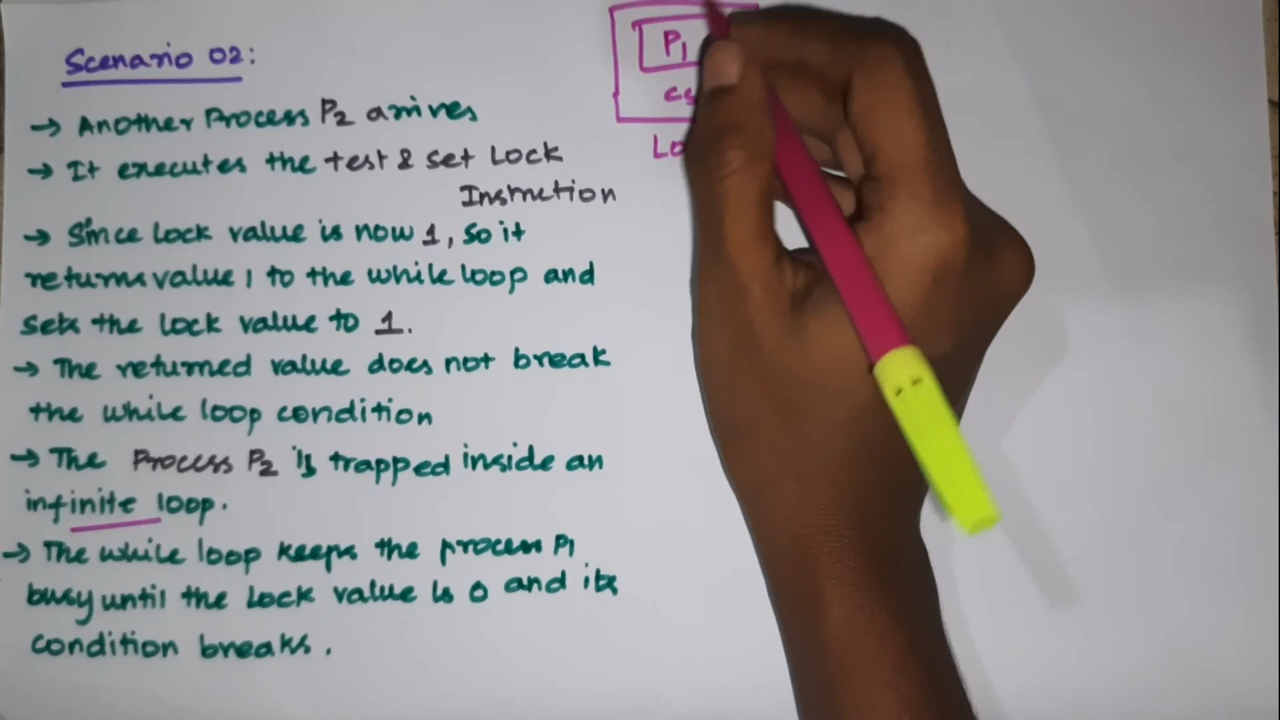 Scenario 02:
→ Another Process P2 arrives
→ It executes the test & set Lock
Instruction
→ Since Lock value is now 1, so it
returns value 1 to the while loop and
sets the lock value to 1.
→ The returned value does not break
the while loop condition
→ The Process P2 is trapped inside an
infinite loop.
→ The while loop keeps the process P1
busy until the Lock value is 0 and its
condition breaks.
P1